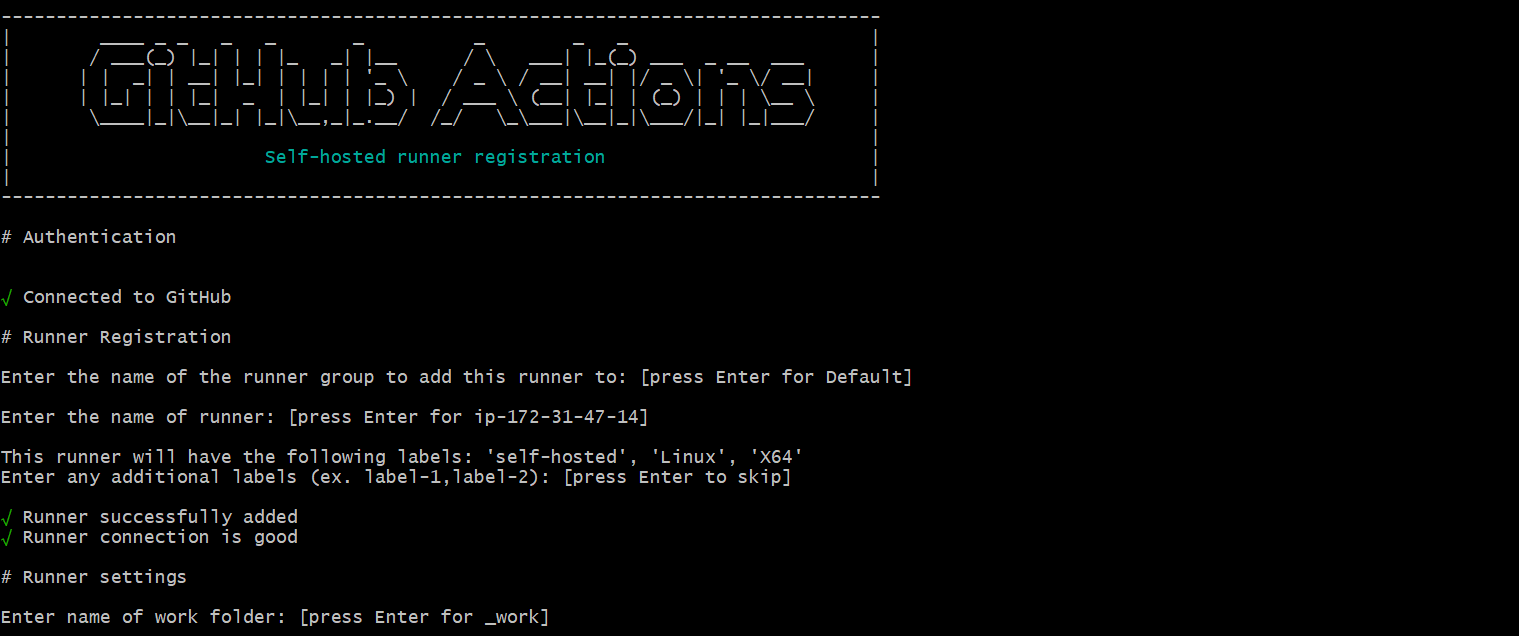 GitHub Actions
Self-hosted runner registration
# Authentication
√ Connected to GitHub
# Runner Registration
Enter the name of the runner group to add this runner to: [press Enter for Default]
Enter the name of runner: [press Enter for ip-172-31-47-14]
This runner will have the following labels: 'self-hosted', 'Linux', 'X64'
Enter any additional labels (ex. label-1,label-2): [press Enter to skip]
√ Runner successfully added
√ Runner connection is good
# Runner settings
Enter name of work folder: [press Enter for _work]